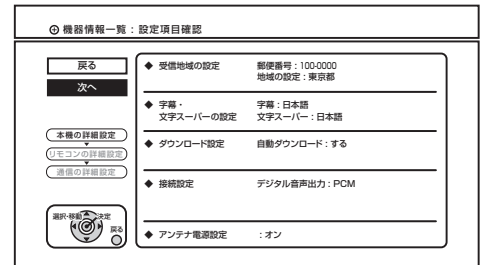 機器情報一覧：設定項目確認
戻る
次へ
本機の詳細設定
リモコンの詳細設定
通信の詳細設定
選択・移動 決定
戻る
◆ 受信地域の設定 郵便番号：100-0000
地域の設定：東京都
◆ 字幕・ 字幕：日本語
文字スーパーの設定 文字スーパー：日本語
◆ ダウンロード設定 自動ダウンロード：する
◆ 接続設定 デジタル音声出力：PCM
◆ アンテナ電源設定 ：オン